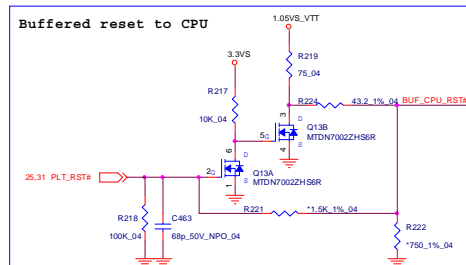 Buffered reset to CPU
1.05VS_VTT
3.3VS
R219
75_04
R217
10K_04
R224
43.2_1%_04
BUF_CPU_RST#
3
D
Q13B
5G
MTDN7002ZHS6R
S
4
6
D
25,31 PLT_RST#
2G
Q13A
MTDN7002ZHS6R
S
1
R221
*1.5K_1%_04
R218
100K_04
C463
68p_50V_NPO_04
R222
*750_1%_04